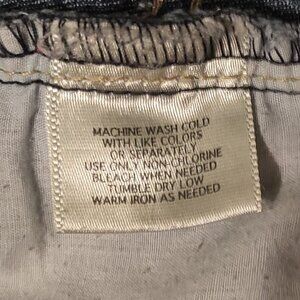 MACHINE WASH COLD
WITH LIKE COLORS
OR SEPARATELY
USE ONLY NON-CHLORINE
BLEACH WHEN NEEDED
TUMBLE DRY LOW
WARM IRON AS NEEDED